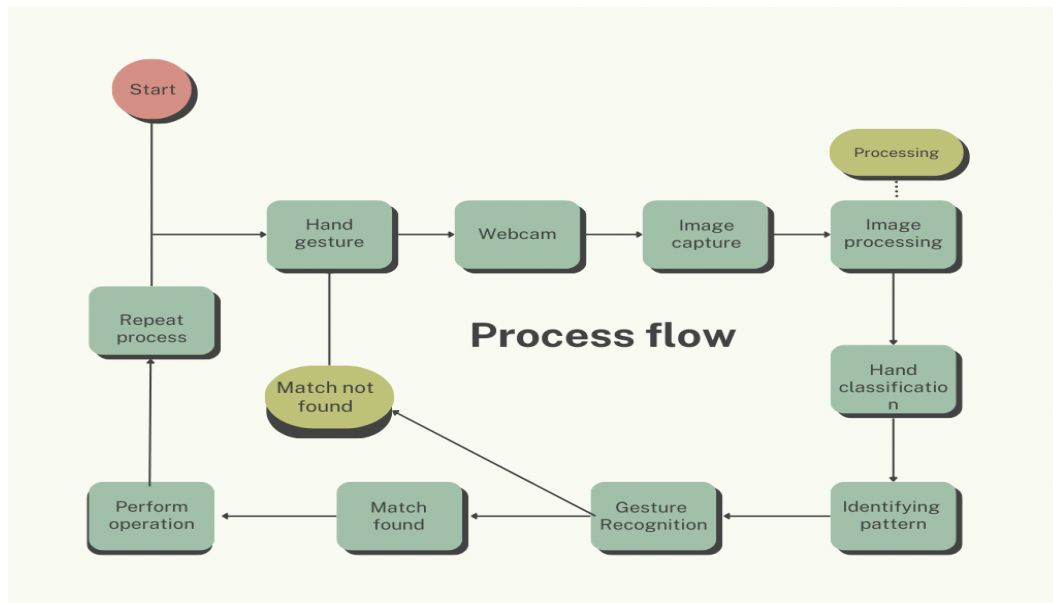 Start
Processing
Hand
gesture
Webcam
Image
capture
Image
processing
Repeat
process
Process flow
Hand
classificatio
n
Match not
found
Perform
operation
Match
found
Gesture
Recognition
Identifying
pattern